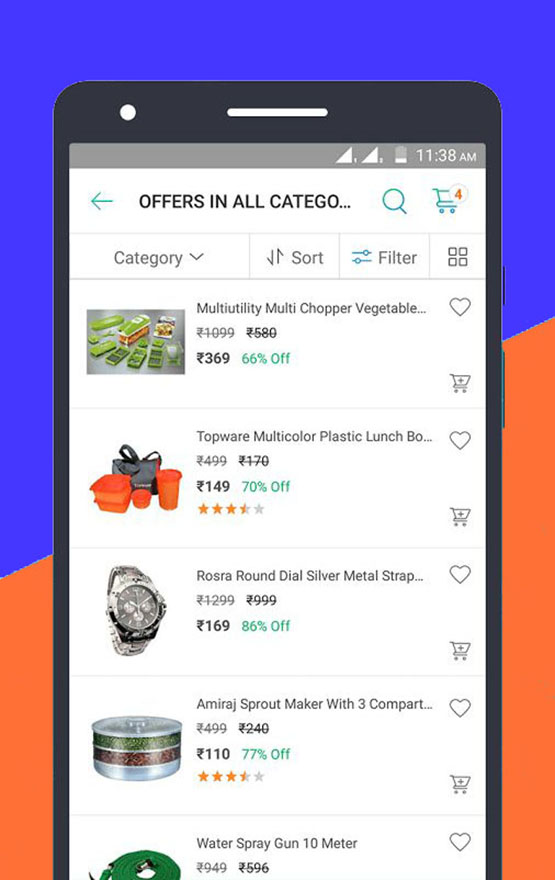 11:38 AM
OFFERS IN ALL CATEGO...
4
Category
Sort
Filter
Multiutility Multi Chopper Vegetable...
₹1099 ₹580
₹369 66% Off
Topware Multicolor Plastic Lunch Bo...
₹499 ₹170
₹149 70% Off
Rosra Round Dial Silver Metal Strap...
₹1299 ₹999
₹169 86% Off
Amiraj Sprout Maker With 3 Compart...
₹499 ₹240
₹110 77% Off
Water Spray Gun 10 Meter
₹949 ₹596